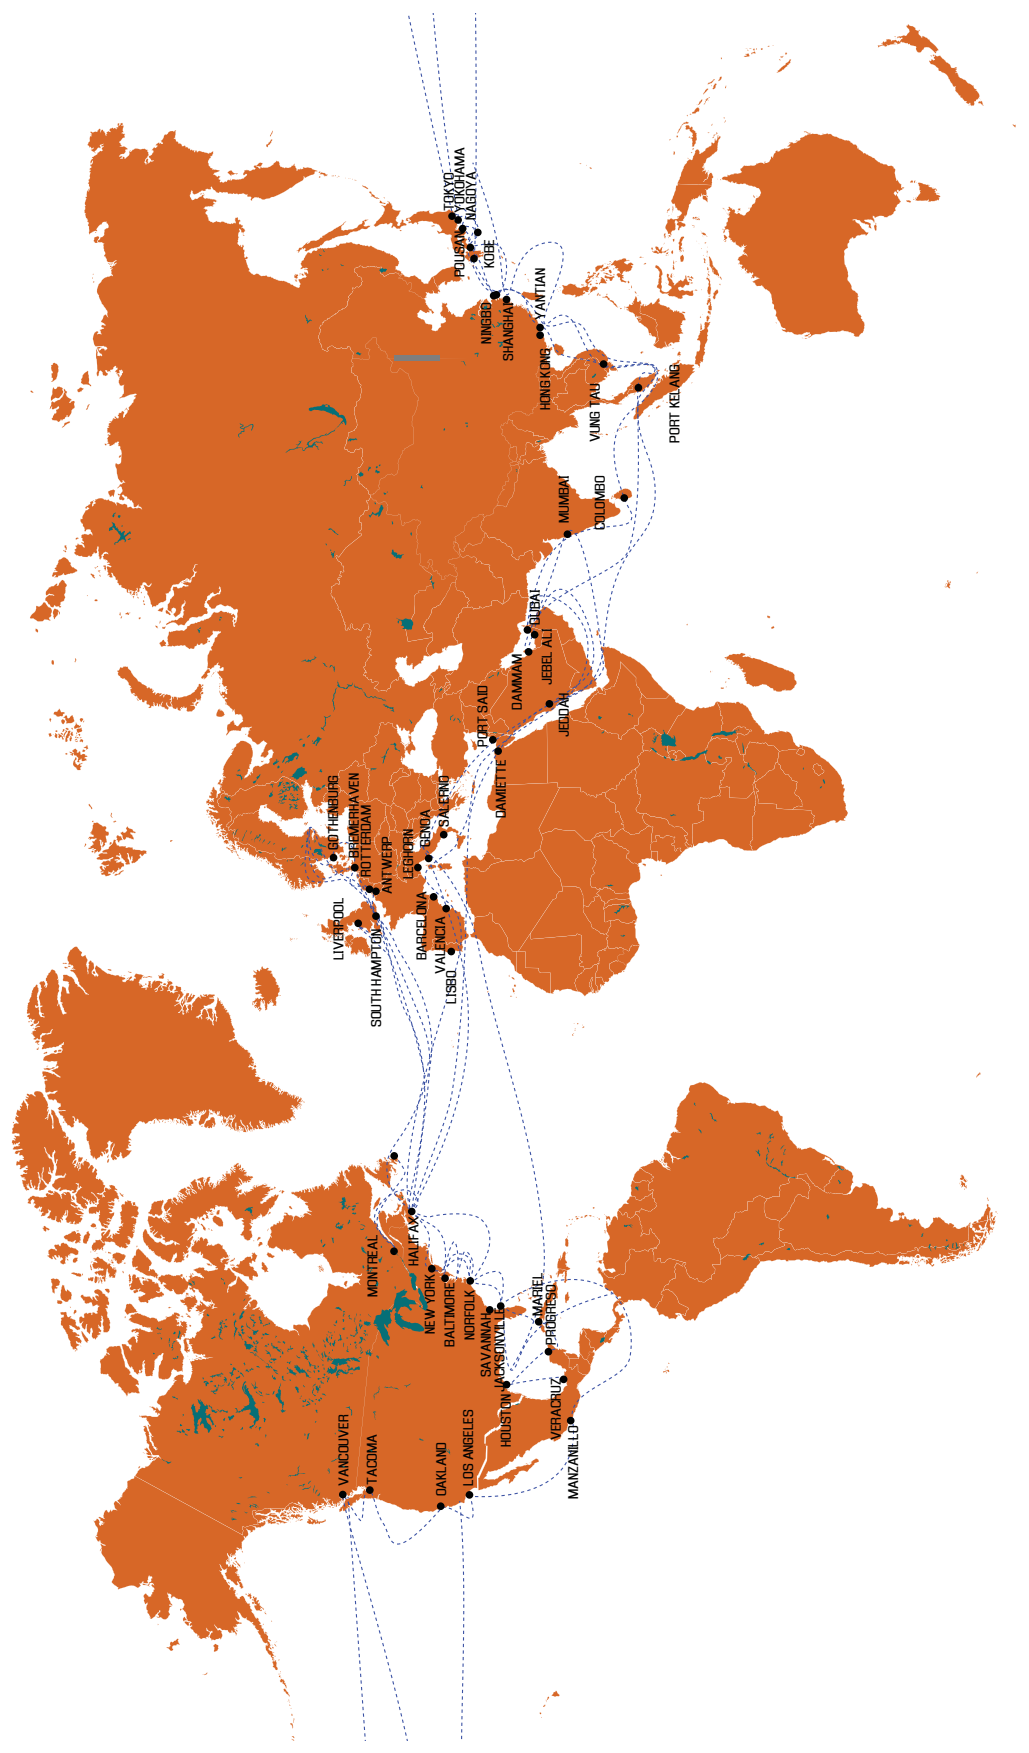 VANCOUVER
TACOMA
OAKLAND
LOS ANGELES
MANZANILLO
VERACRUZ
HOUSTON
PROGRESO
MARIEL
JACKSONVILLE
SAVANNAH
NORFOLK
BALTIMORE
NEW YORK
MONTREAL
HALIFAX
LISBO
VALENCIA
BARCELONA
SOUTHHAMPTON
LIVERPOOL
ANTWERP
ROTTERDAM
BREMERHAVEN
GOTHENBURG
LEGHORN
GENOA
SALERNO
DAMIETTE
PORT SAID
JEDDAH
DAMMAM
JEBEL ALI
DUBAI
MUMBAI
COLOMBO
PORT KELANG
VUNG TAU
HONG KONG
YANTIAN
SHANGHAI
NINGBO
POUSAN
KOBE
NAGOYA
YOKOHAMA
TOKYO